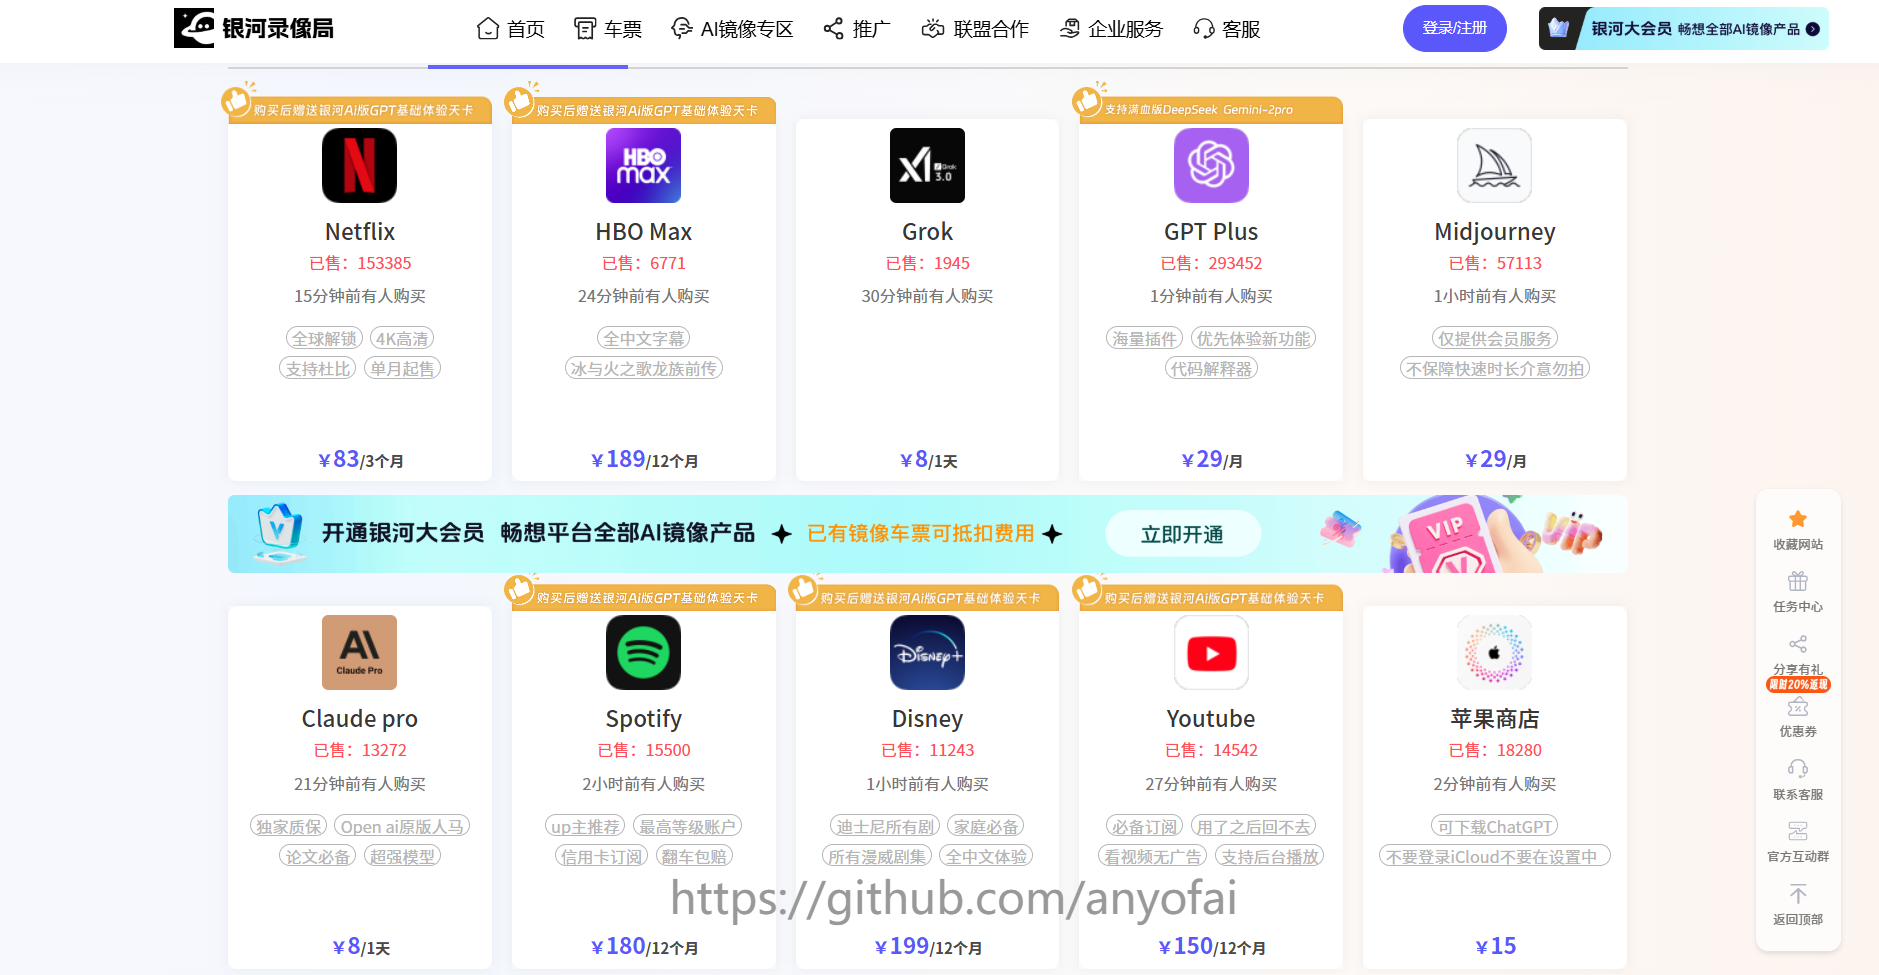 银河录像局
首页
车票
AI镜像专区
推广
联盟合作
企业服务
客服
登录/注册
银河大会员 畅想全部AI镜像产品
购买后赠送银河Ai版GPT基础体验天卡
购买后赠送银河Ai版GPT基础体验天卡
支持满血版DeepSeek Gemini-2pro
N
HBO
max
xAI
Grok
3.0
Netflix
HBO Max
Grok
GPT Plus
Midjourney
已售：153385
已售：6771
已售：1945
已售：293452
已售：57113
15分钟前有人购买
24分钟前有人购买
30分钟前有人购买
1分钟前有人购买
1小时前有人购买
全球解锁 4K高清
支持杜比 单月起售
全中文字幕
冰与火之歌龙族前传
海量插件 优先体验新功能
代码解释器
仅提供会员服务
不保障快速时长介意勿拍
￥83/3个月
￥189/12个月
￥8/1天
￥29/月
￥29/月
开通银河大会员 畅想平台全部AI镜像产品 已有镜像车票可抵扣费用
立即开通
VIP
购买后赠送银河Ai版GPT基础体验天卡
购买后赠送银河Ai版GPT基础体验天卡
购买后赠送银河Ai版GPT基础体验天卡
AI
Claude Pro
Disney+
Claude pro
Spotify
Disney
Youtube
苹果商店
已售：13272
已售：15500
已售：11243
已售：14542
已售：18280
21分钟前有人购买
2小时前有人购买
1小时前有人购买
27分钟前有人购买
2分钟前有人购买
独家质保 Open ai原版人马
论文必备 超强模型
up主推荐 最高等级账户
信用卡订阅 翻车包赔
迪士尼所有剧 家庭必备
所有漫威剧集 全中文体验
必备订阅 用了之后回不去
看视频无广告 支持后台播放
可下载ChatGPT
不要登录iCloud不要在设置中
https://github.com/anyofai
￥8/1天
￥180/12个月
￥199/12个月
￥150/12个月
￥15
收藏网站
任务中心
分享有礼
限时20%返现
优惠券
联系客服
官方互动群
返回顶部